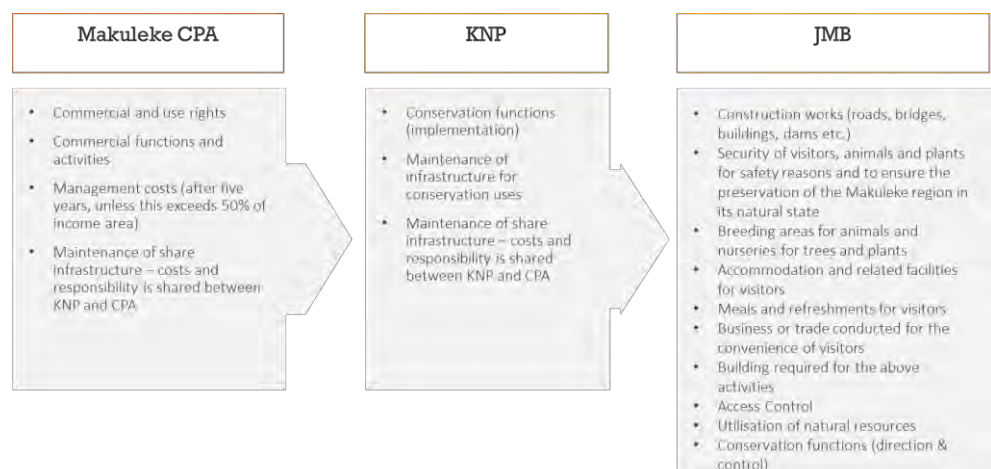 Makuleke CPA
• Commercial and use rights
• Commercial functions and
activities
• Management costs (after five
years, unless this exceeds 50% of
income area)
• Maintenance of share
infrastructure – costs and
responsibility is shared between
KNP and CPA
KNP
• Conservation functions
(implementation)
• Maintenance of
infrastructure for
conservation uses
• Maintenance of share
infrastructure – costs and
responsibility is shared
between KNP and CPA
JMB
• Construction works (roads, bridges,
buildings, dams etc.)
• Security of visitors, animals and plants
for safety reasons and to ensure the
preservation of the Makuleke region in
its natural state
• Breeding areas for animals and
nurseries for trees and plants
• Accommodation and related facilities
for visitors
• Meals and refreshments for visitors
• Business or trade conducted for the
convenience of visitors
• Building required for the above
activities
• Access Control
• Utilisation of natural resources
• Conservation functions (direction &
control)